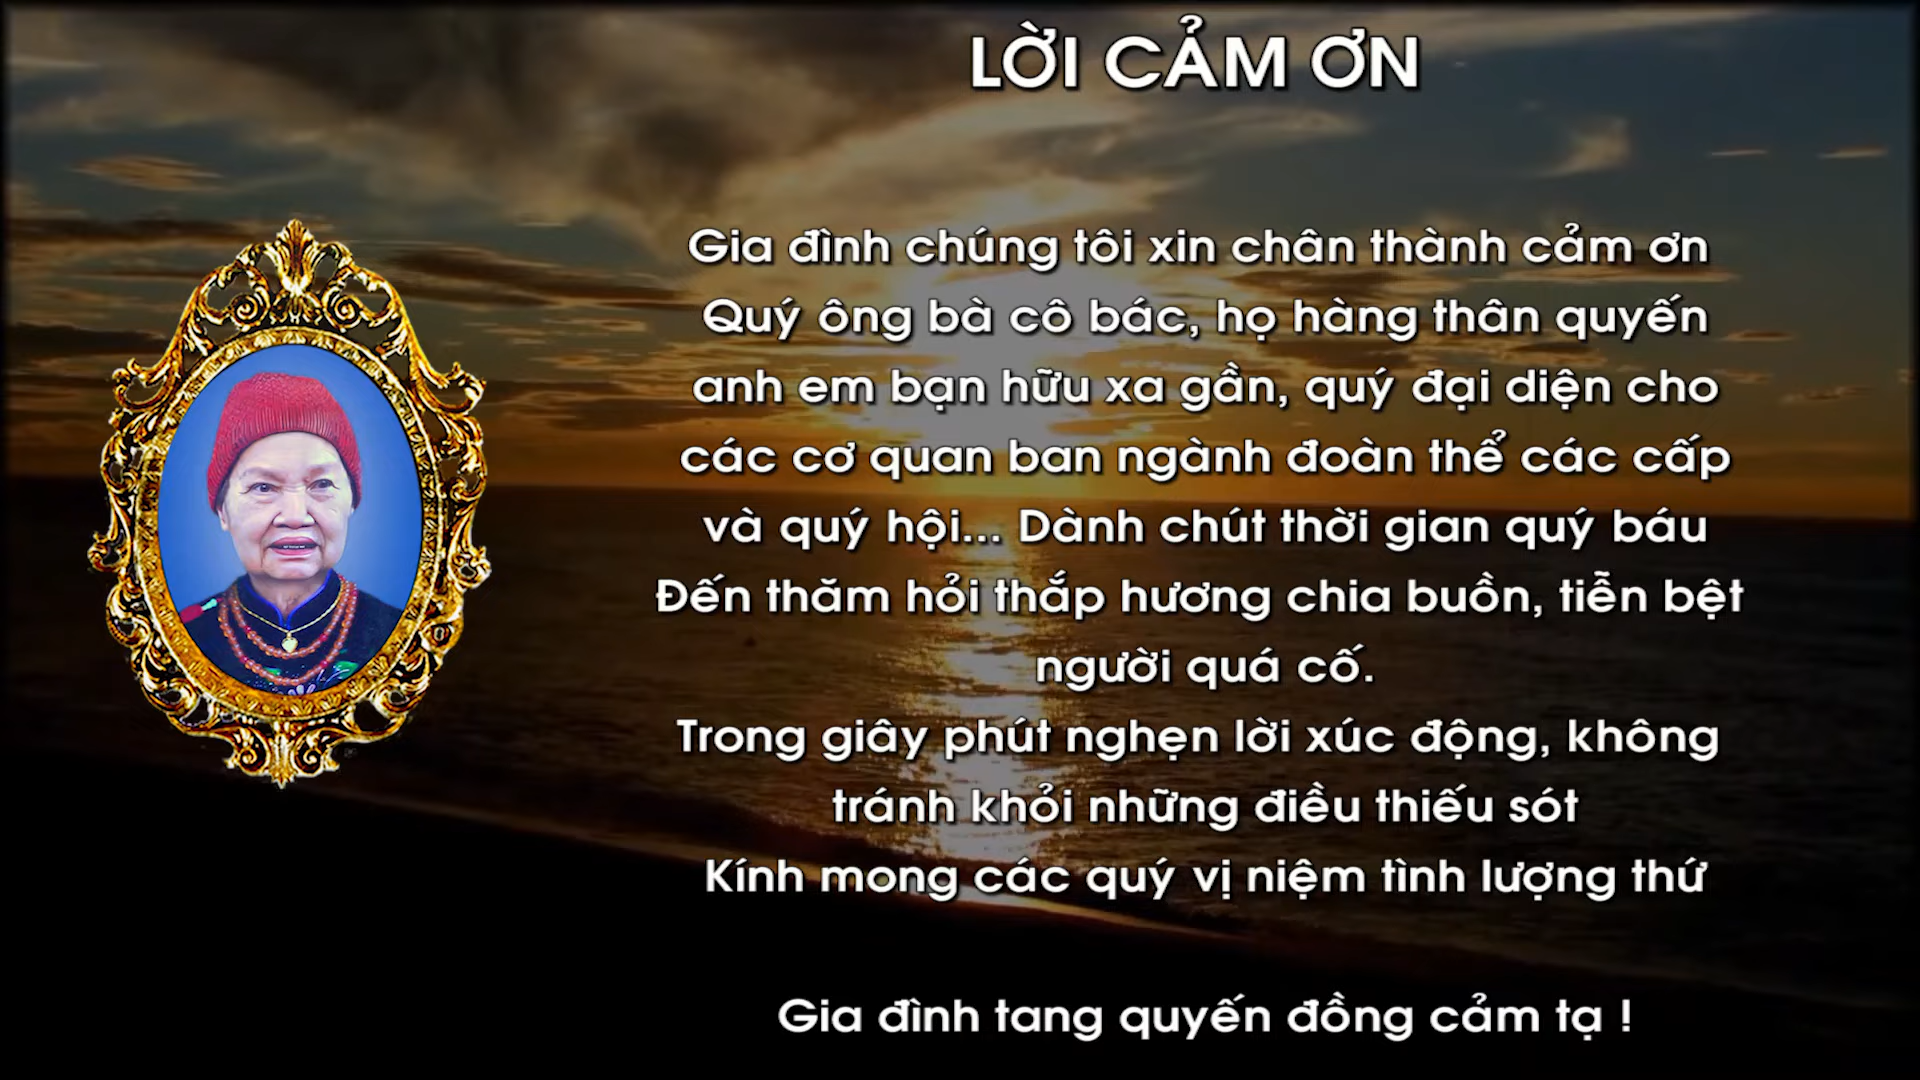 LỜI CẢM ƠN
Gia đình chúng tôi xin chân thành cảm ơn
Quý ông bà cô bác, họ hàng thân quyến
anh em bạn hữu xa gần, quý đại diện cho
các cơ quan ban ngành đoàn thể các cấp
và quý hội... Dành chút thời gian quý báu
Đến thăm hỏi thắp hương chia buồn, tiễn bệt
người quá cố.
Trong giây phút nghẹn lời xúc động, không
tránh khỏi những điều thiếu sót
Kính mong các quý vị niệm tình lượng thứ
Gia đình tang quyến đồng cảm tạ !